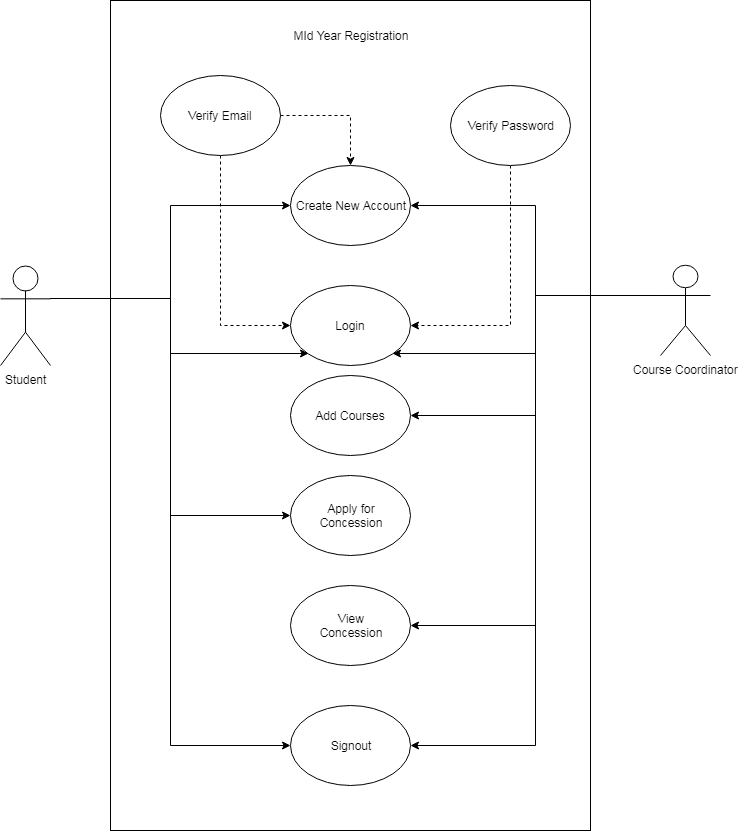 MId Year Registration
Verify Email
Verify Password
Create New Account
Login
Student
Course Coordinator
Add Courses
Apply for
Concession
View
Concession
Signout